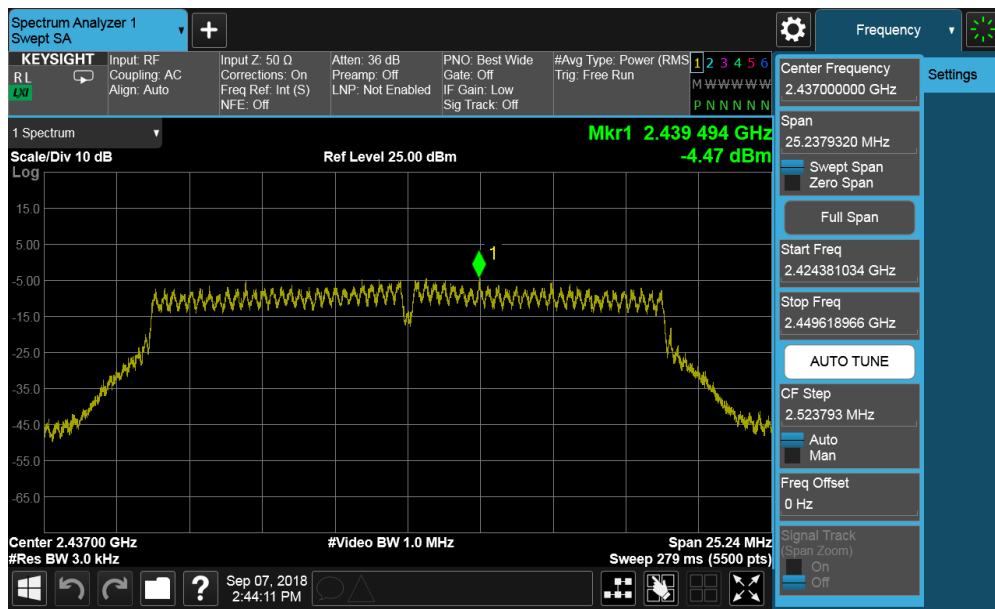 Spectrum Analyzer 1
Swept SA
Frequency
KEYSIGHT
R L
LXI
Input: RF
Coupling: AC
Align: Auto
Input Z: 50 Ω
Corrections: On
Freq Ref: Int (S)
NFE: Off
Atten: 36 dB
Preamp: Off
LNP: Not Enabled
PNO: Best Wide
Gate: Off
IF Gain: Low
Sig Track: Off
#Avg Type: Power (RMS
Trig: Free Run
1 2 3 4 5 6
M W W W W W
P N N N N N
1 Spectrum
Mkr1 2.439 494 GHz
-4.47 dBm
Scale/Div 10 dB
Ref Level 25.00 dBm
Log
15.0
5.00
-5.00
-15.0
-25.0
-35.0
-45.0
-55.0
-65.0
1
Center 2.43700 GHz
#Res BW 3.0 kHz
#Video BW 1.0 MHz
Span 25.24 MHz
Sweep 279 ms (5500 pts)
Sep 07, 2018
2:44:11 PM
Center Frequency
2.437000000 GHz
Span
25.2379320 MHz
Swept Span
Zero Span
Full Span
Start Freq
2.424381034 GHz
Stop Freq
2.449618966 GHz
AUTO TUNE
CF Step
2.523793 MHz
Auto
Man
Freq Offset
0 Hz
Signal Track
(Span Zoom)
On
Off
Settings